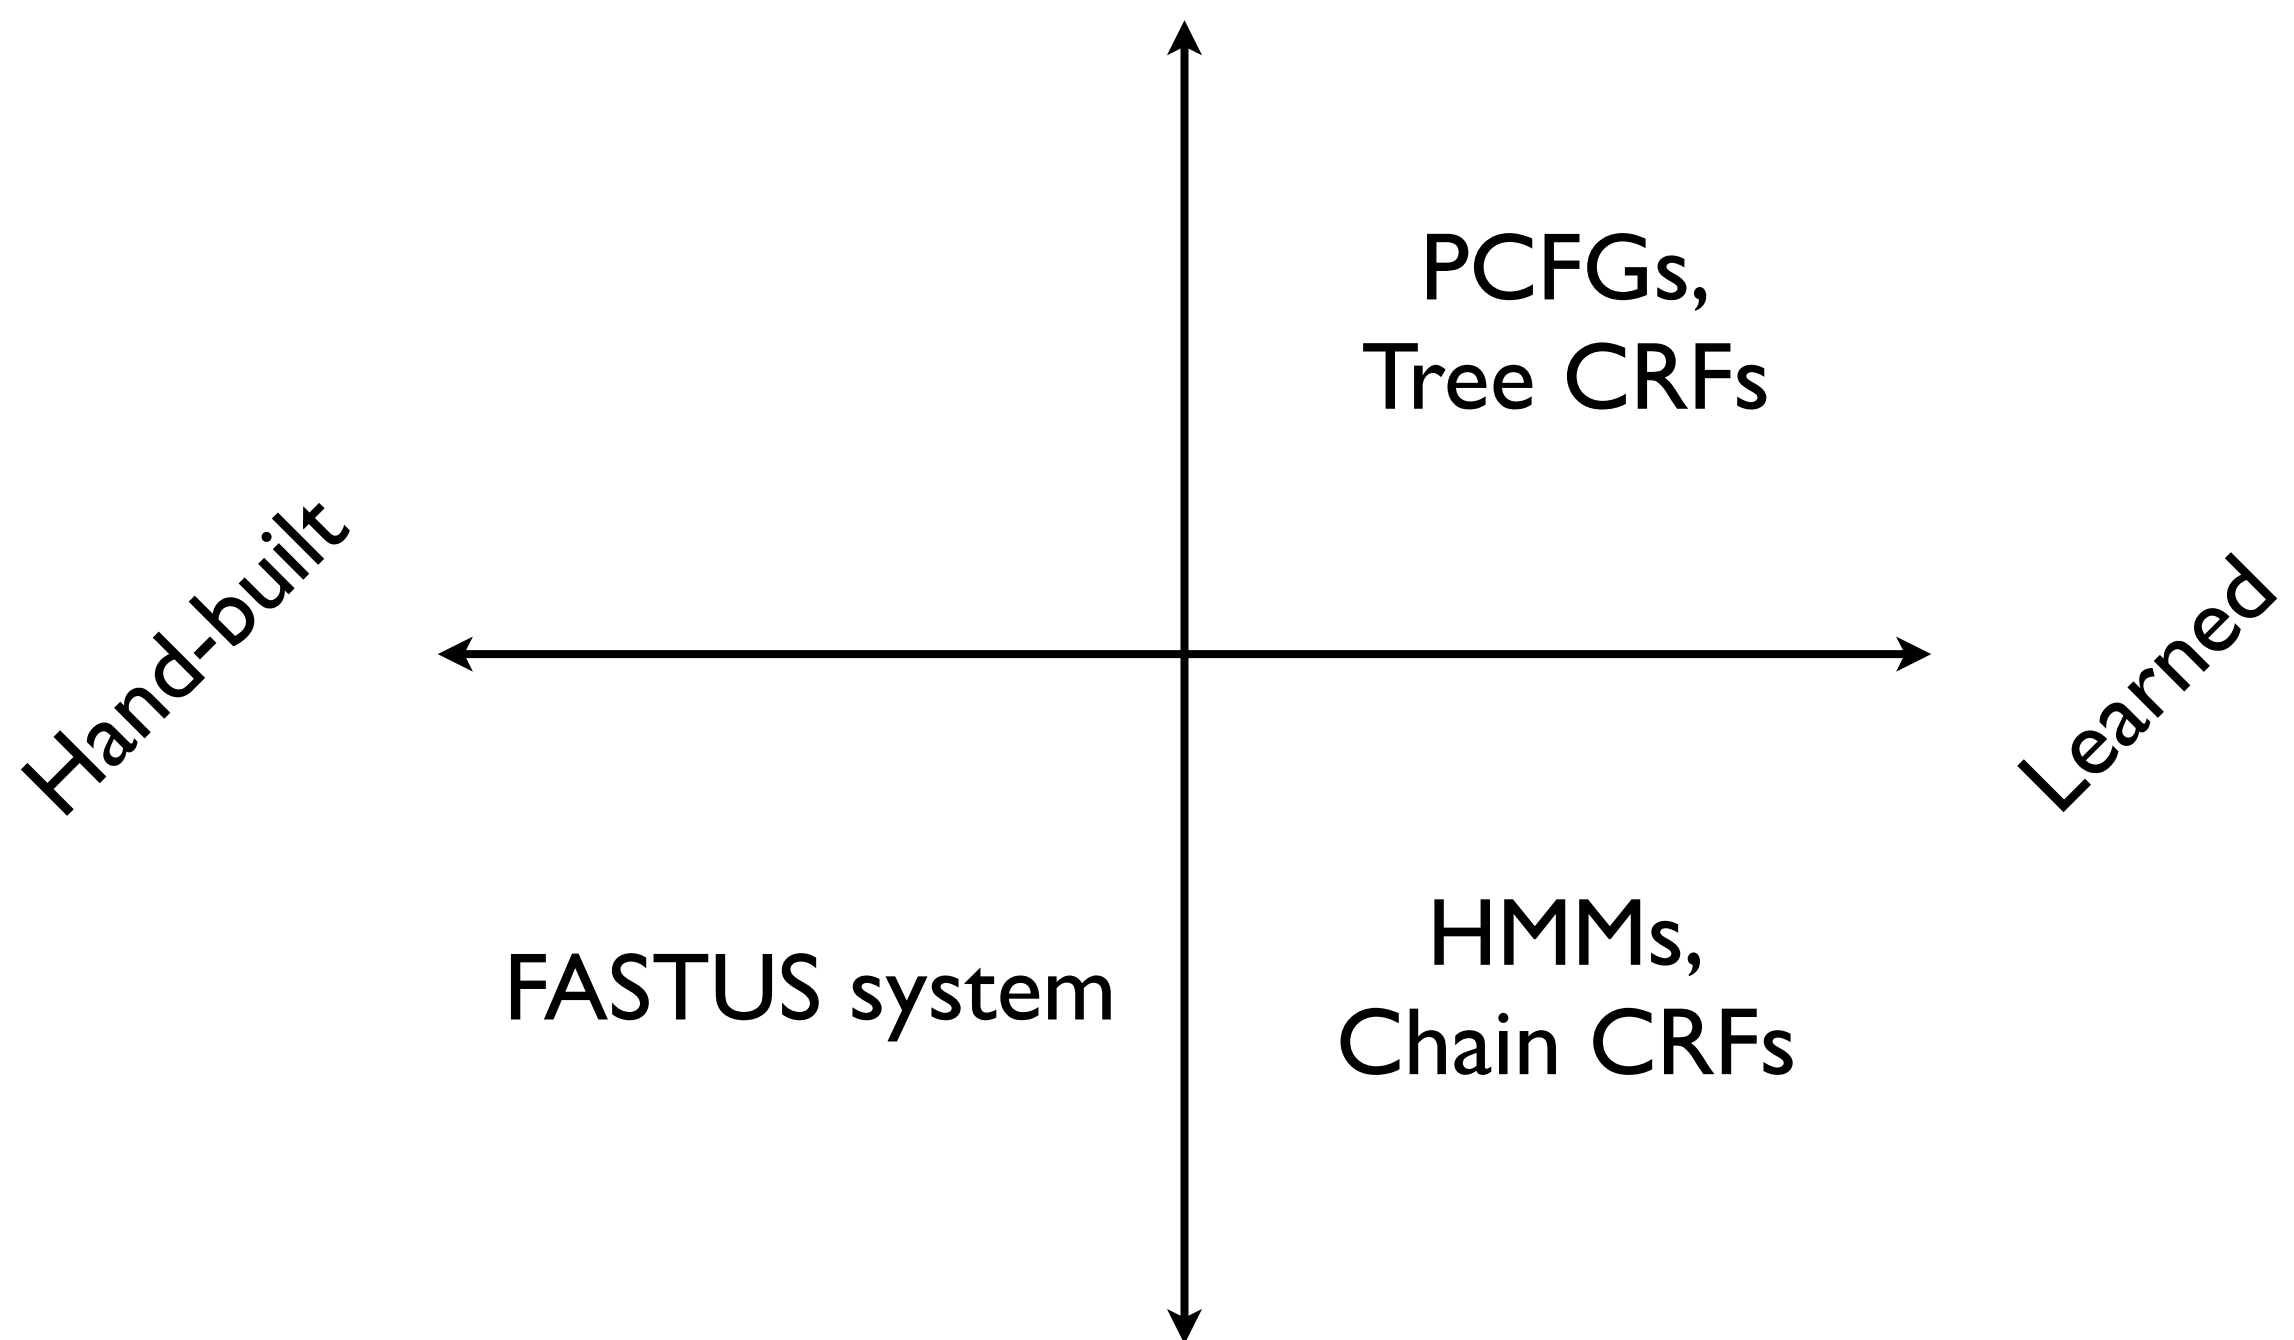 PCFGs,
Tree CRFs
Hand-built
Learned
FASTUS system
HMMs,
Chain CRFs